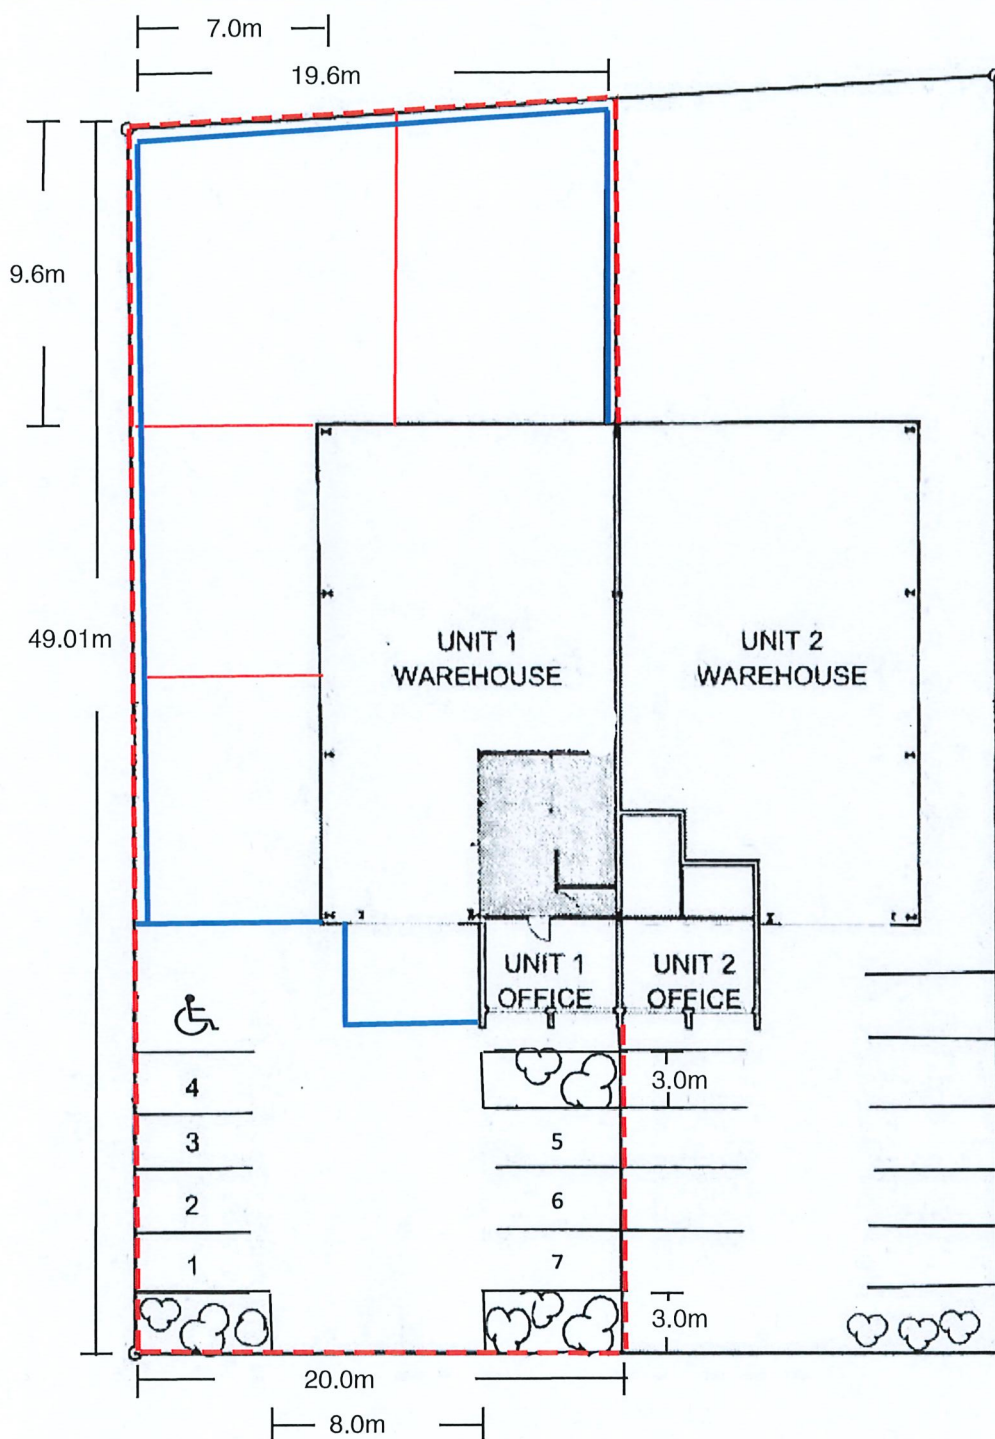 7.0m
19.6m
9.6m
49.01m
UNIT 1
WAREHOUSE
UNIT 2
WAREHOUSE
UNIT 1
OFFICE
UNIT 2
OFFICE
4
3.0m
3
5
2
6
1
7
3.0m
20.0m
8.0m